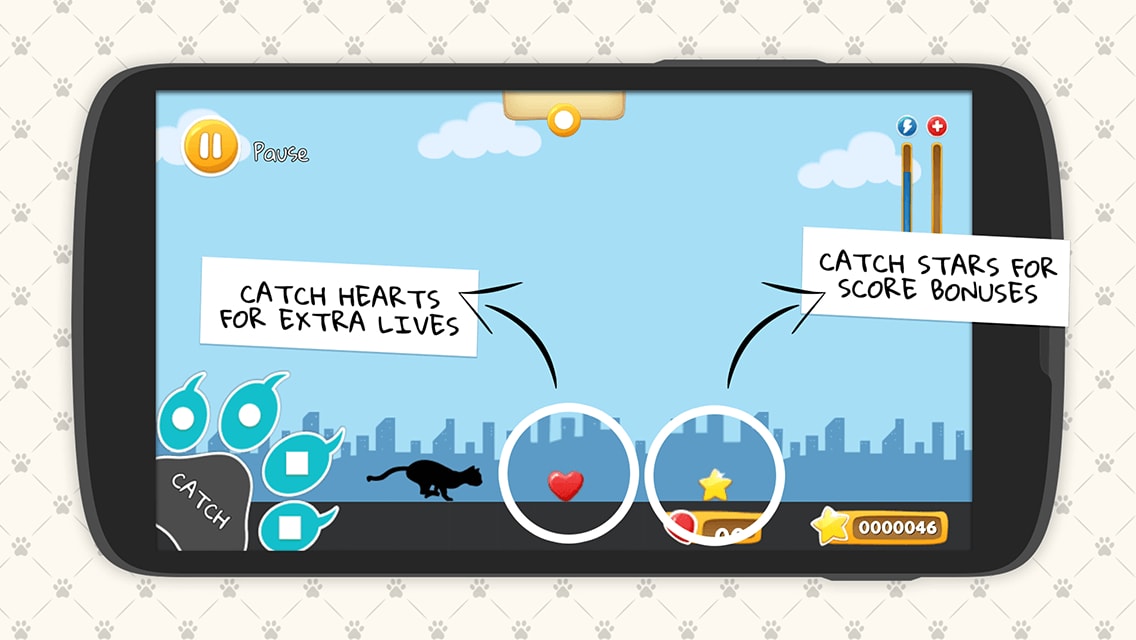 Pause
CATCH HEARTS
FOR EXTRA LIVES
CATCH STARS FOR
SCORE BONUSES
CATCH
0000046